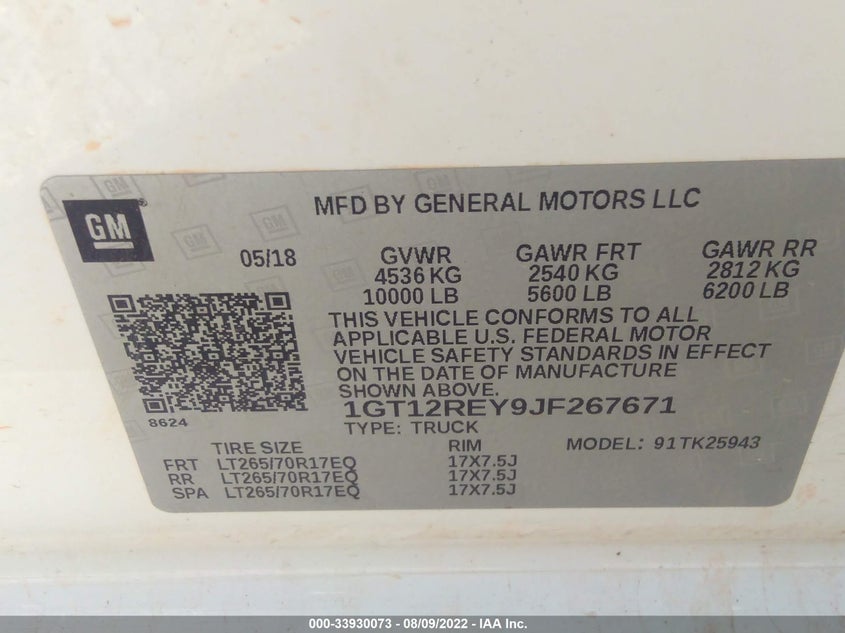 GM
MFD BY GENERAL MOTORS LLC
05/18 GVWR GAWR FRT GAWR RR
4536 KG 2540 KG 2812 KG
10000 LB 5600 LB 6200 LB
THIS VEHICLE CONFORMS TO ALL
APPLICABLE U.S. FEDERAL MOTOR
VEHICLE SAFETY STANDARDS IN EFFECT
ON THE DATE OF MANUFACTURE
SHOWN ABOVE.
8624
1GT12REY9JF267671
TYPE: TRUCK MODEL: 91TK25943
TIRE SIZE RIM
FRT LT265/70R17EQ 17X7.5J
RR LT265/70R17EQ 17X7.5J
SPA LT265/70R17EQ 17X7.5J
000-33930073 - 08/09/2022 - IAA Inc.